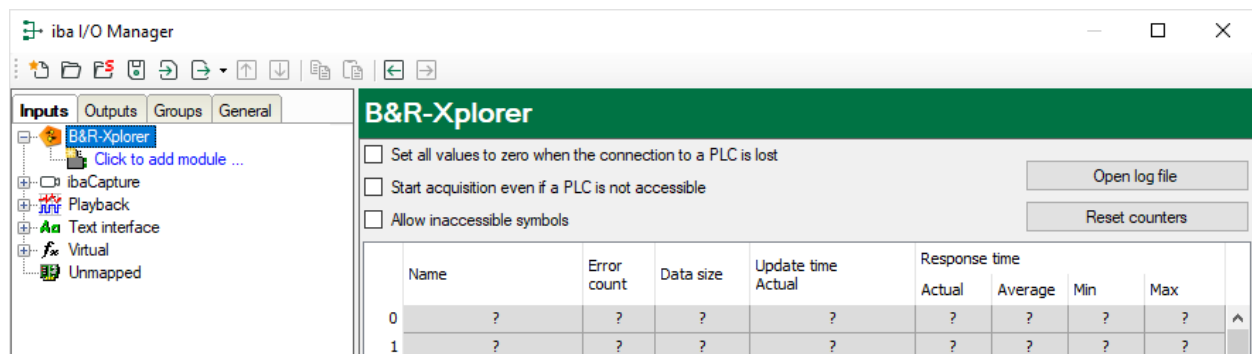 iba I/O Manager
Inputs Outputs Groups General
B&R-Xplorer
Click to add module ...
ibaCapture
Playback
Text interface
Virtual
Unmapped
B&R-Xplorer
Set all values to zero when the connection to a PLC is lost
Start acquisition even if a PLC is not accessible
Allow inaccessible symbols
Open log file
Reset counters
Name Error count Data size Update time Actual Response time
Actual Average Min Max
0 ? ? ? ? ? ? ? ?
1 ? ? ? ? ? ? ? ?